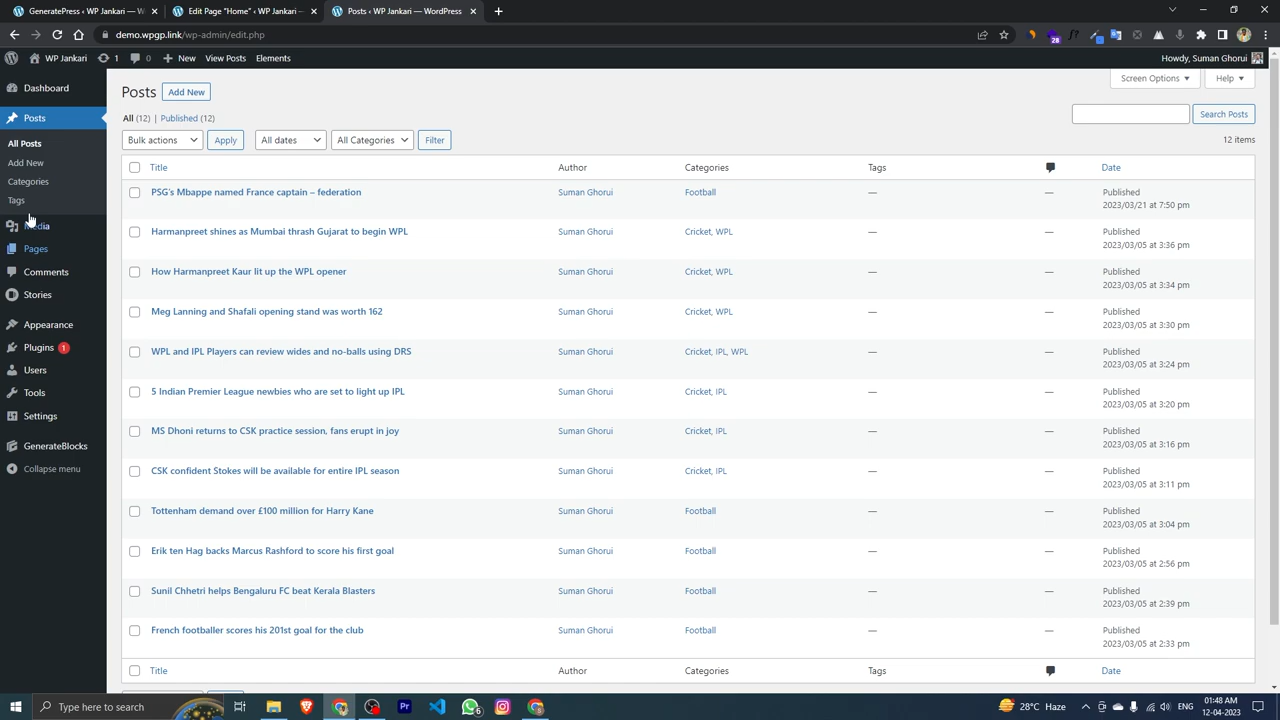 GeneratePress - WP Jankari — W
Edit Page "Home" ‹ WP Jankari —
Posts ‹ WP Jankari — WordPress
demo.wpjankari.com/wp-admin/edit.php
28
WP Jankari 1 0 New View Posts Elements Howdy, Suman Ghorui
Dashboard
Posts
All Posts
Add New
Categories
Tags
Media
Pages
Comments
Stories
Appearance
Plugins 1
Users
Tools
Settings
GenerateBlocks
Collapse menu
Screen Options Help
Posts Add New
All (12) | Published (12)
Search Posts
Bulk actions Apply All dates All Categories Filter
12 items
Title Author Categories Tags Date
PSG's Mbappe named France captain – federation Suman Ghorui Football — — Published
2023/03/21 at 7:50 pm
Harmanpreet shines as Mumbai thrash Gujarat to begin WPL Suman Ghorui Cricket, WPL — — Published
2023/03/05 at 3:36 pm
How Harmanpreet Kaur lit up the WPL opener Suman Ghorui Cricket, WPL — — Published
2023/03/05 at 3:34 pm
Meg Lanning and Shafali opening stand was worth 162 Suman Ghorui Cricket, WPL — — Published
2023/03/05 at 3:30 pm
WPL and IPL Players can review wides and no-balls using DRS Suman Ghorui Cricket, IPL, WPL — — Published
2023/03/05 at 3:24 pm
5 Indian Premier League newbies who are set to light up IPL Suman Ghorui Cricket, IPL — — Published
2023/03/05 at 3:20 pm
MS Dhoni returns to CSK practice session, fans erupt in joy Suman Ghorui Cricket, IPL — — Published
2023/03/05 at 3:16 pm
CSK confident Stokes will be available for entire IPL season Suman Ghorui Cricket, IPL — — Published
2023/03/05 at 3:11 pm
Tottenham demand over £100 million for Harry Kane Suman Ghorui Football — — Published
2023/03/05 at 3:04 pm
Erik ten Hag backs Marcus Rashford to score his first goal Suman Ghorui Football — — Published
2023/03/05 at 2:56 pm
Sunil Chhetri helps Bengaluru FC beat Kerala Blasters Suman Ghorui Football — — Published
2023/03/05 at 2:39 pm
French footballer scores his 201st goal for the club Suman Ghorui Football — — Published
2023/03/05 at 2:33 pm
Title Author Categories Tags Date
Type here to search
28°C Haze
ENG
01:48 AM
12-04-2023